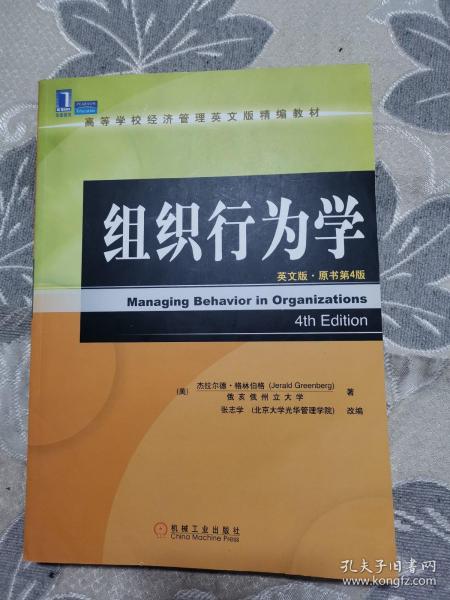 PEARSON
Education
高等学校经济管理英文版精编教材
组织行为学
英文版·原书第4版
Managing Behavior in Organizations
4th Edition
(美) 杰拉尔德·格林伯格 (Jerald Greenberg) 著
俄亥俄州立大学
张志学 (北京大学光华管理学院) 改编
机械工业出版社
China Machine Press
孔夫子旧书网
www.kongfz.com